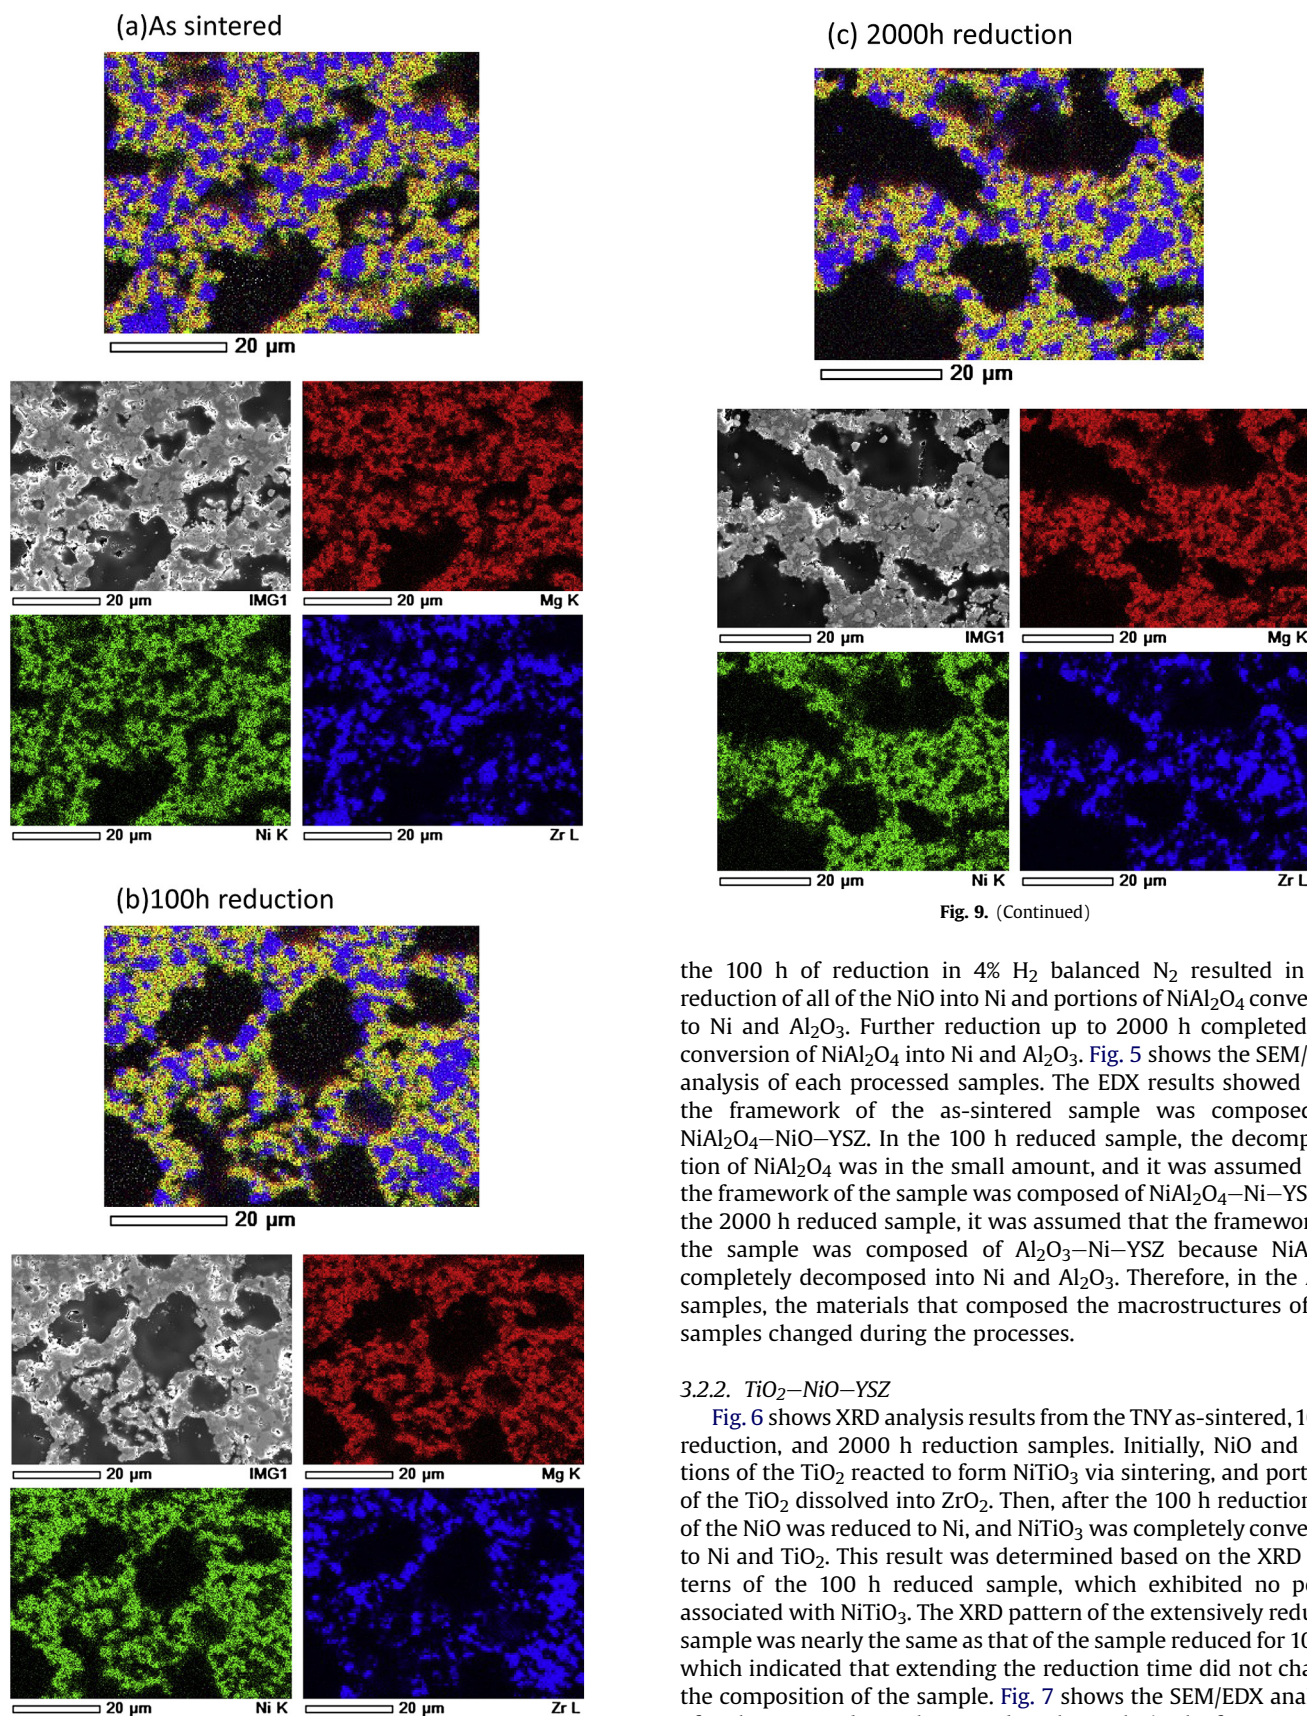 (a)As sintered
20 µm
20 µm IMG1
20 µm Mg K
20 µm Ni K
20 µm Zr L
(b)100h reduction
20 µm
20 µm IMG1
20 µm Mg K
20 µm Ni K
20 µm Zr L
(c) 2000h reduction
20 µm
20 µm IMG1
20 µm Mg K
20 µm Ni K
20 µm Zr L
Fig. 9. (Continued)
the 100 h of reduction in 4% H₂ balanced N₂ resulted in
reduction of all of the NiO into Ni and portions of NiAl₂O₄ conve
to Ni and Al₂O₃. Further reduction up to 2000 h completed
conversion of NiAl₂O₄ into Ni and Al₂O₃. Fig. 5 shows the SEM/
analysis of each processed samples. The EDX results showed
the framework of the as-sintered sample was composed
NiAl₂O₄–NiO–YSZ. In the 100 h reduced sample, the decomp
tion of NiAl₂O₄ was in the small amount, and it was assumed
the framework of the sample was composed of NiAl₂O₄–Ni–YS
the 2000 h reduced sample, it was assumed that the framewor
the sample was composed of Al₂O₃–Ni–YSZ because NiA
completely decomposed into Ni and Al₂O₃. Therefore, in the
samples, the materials that composed the macrostructures of
samples changed during the processes.
3.2.2. TiO₂–NiO–YSZ
Fig. 6 shows XRD analysis results from the TNY as-sintered, 1
reduction, and 2000 h reduction samples. Initially, NiO and
tions of the TiO₂ reacted to form NiTiO₃ via sintering, and port
of the TiO₂ dissolved into ZrO₂. Then, after the 100 h reduction
of the NiO was reduced to Ni, and NiTiO₃ was completely conve
to Ni and TiO₂. This result was determined based on the XRD
terns of the 100 h reduced sample, which exhibited no p
associated with NiTiO₃. The XRD pattern of the extensively redu
sample was nearly the same as that of the sample reduced for 10
which indicated that extending the reduction time did not cha
the composition of the sample. Fig. 7 shows the SEM/EDX ana